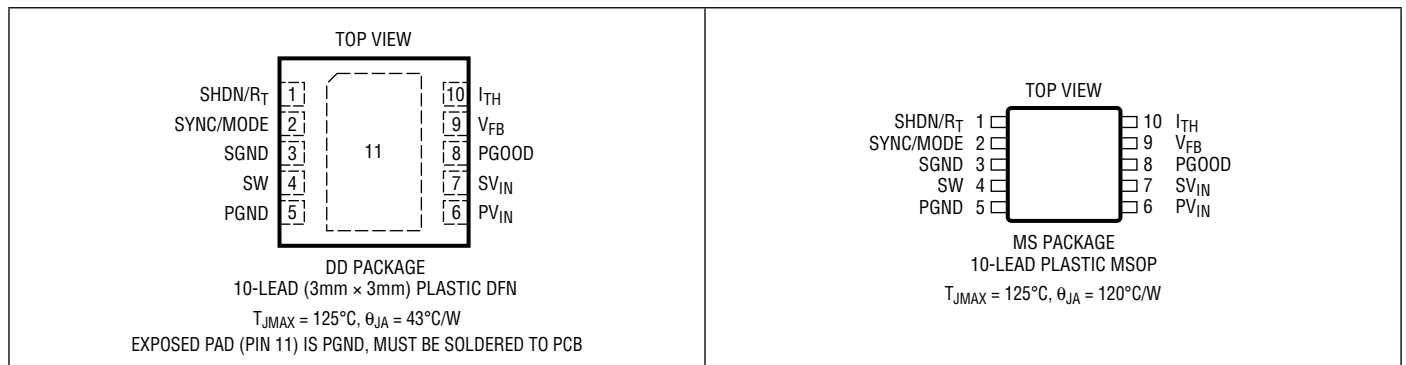 TOP VIEW
SHDN/RT 1
SYNC/MODE 2
SGND 3
SW 4
PGND 5
11
10 ITH
9 VFB
8 PGOOD
7 SVIN
6 PVIN
DD PACKAGE
10-LEAD (3mm × 3mm) PLASTIC DFN
TJMAX = 125°C, θJA = 43°C/W
EXPOSED PAD (PIN 11) IS PGND, MUST BE SOLDERED TO PCB
TOP VIEW
SHDN/RT 1
SYNC/MODE 2
SGND 3
SW 4
PGND 5
10 ITH
9 VFB
8 PGOOD
7 SVIN
6 PVIN
MS PACKAGE
10-LEAD PLASTIC MSOP
TJMAX = 125°C, θJA = 120°C/W